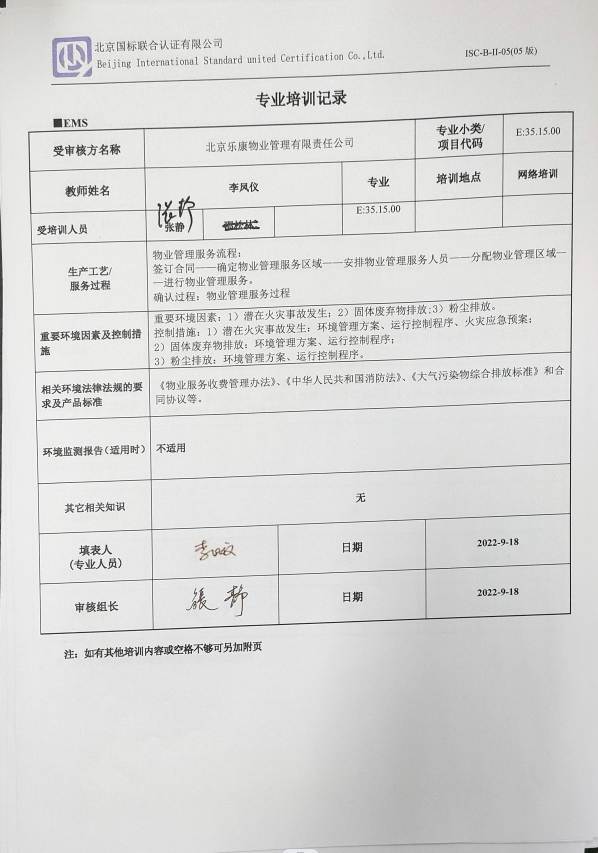 北京国标联合认证有限公司
Beijing International Standard united Certification Co.,Ltd.
ISC-B-II-05(05 版)
专业培训记录
■EMS
受审核方名称 北京乐康物业管理有限责任公司 专业小类/项目代码 E:35.15.00
教师姓名 李凤仪 专业 培训地点 网络培训
受培训人员 张静 张静 E:35.15.00
生产工艺/
服务过程
物业管理服务流程:
签订合同——确定物业管理服务区域——安排物业管理服务人员——分配物业管理区域—
—进行物业管理服务。
确认过程: 物业管理服务过程
重要环境因素及控制措
施
重要环境因素: 1) 潜在火灾事故发生; 2) 固体废弃物排放;3) 粉尘排放。
控制措施: 1) 潜在火灾事故发生: 环境管理方案、运行控制程序、火灾应急预案;
2) 固体废弃物排放: 环境管理方案、运行控制程序;
3) 粉尘排放: 环境管理方案、运行控制程序。
相关环境法律法规的要
求及产品标准
《物业服务收费管理办法》、《中华人民共和国消防法》、《大气污染物综合排放标准》和合
同协议等。
环境监测报告(适用时) 不适用
其它相关知识 无
填表人
(专业人员)
日期 2022-9-18
审核组长 張静 日期 2022-9-18
注: 如有其他培训内容或空格不够可另加附页